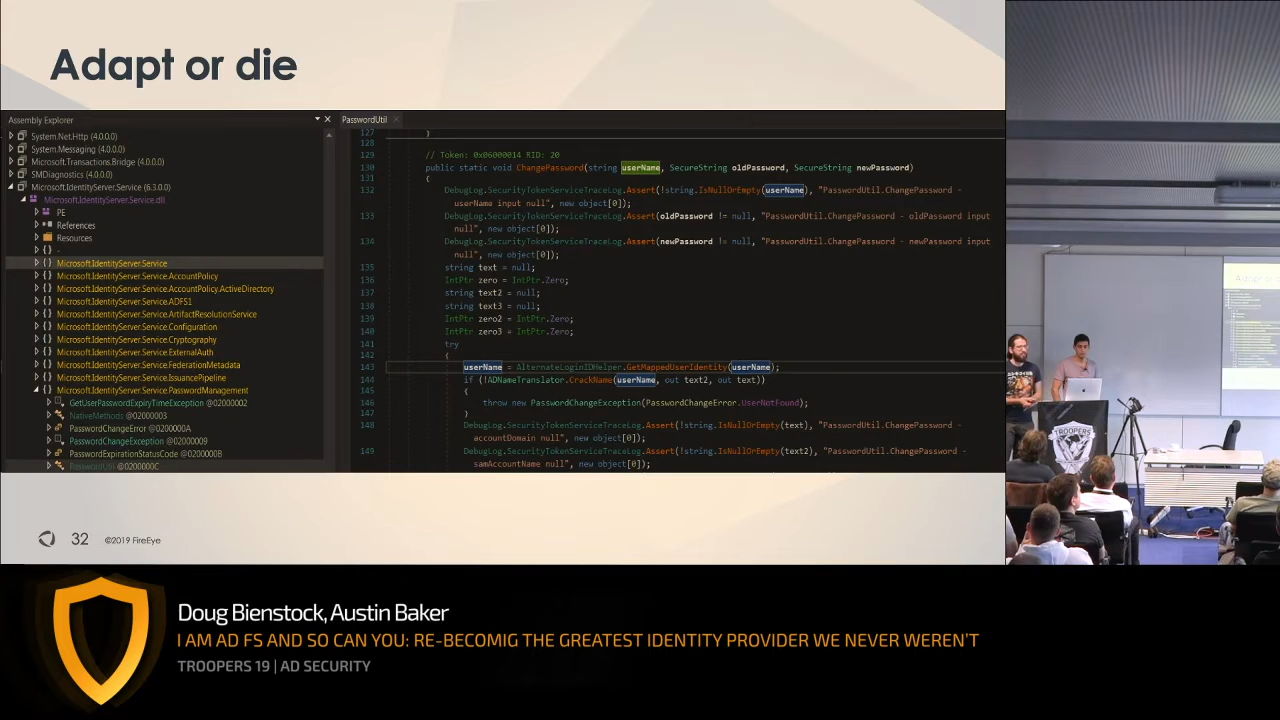 Adapt or die
Assembly Explorer
System.Net.Http (4.0.0.0)
System.Messaging (4.0.0.0)
Microsoft.Transactions.Bridge (4.0.0.0)
SMDiagnostics (4.0.0.0)
Microsoft.IdentityServer.Service (6.3.0.0)
Microsoft.IdentityServer.Service.dll
PE
References
Resources
{ } -
{ } Microsoft.IdentityServer.Service
{ } Microsoft.IdentityServer.Service.AccountPolicy
{ } Microsoft.IdentityServer.Service.AccountPolicy.ActiveDirectory
{ } Microsoft.IdentityServer.Service.ADFS1
{ } Microsoft.IdentityServer.Service.ArtifactResolutionService
{ } Microsoft.IdentityServer.Service.Configuration
{ } Microsoft.IdentityServer.Service.Cryptography
{ } Microsoft.IdentityServer.Service.ExternalAuth
{ } Microsoft.IdentityServer.Service.FederationMetadata
{ } Microsoft.IdentityServer.Service.IssuancePipeline
{ } Microsoft.IdentityServer.Service.PasswordManagement
GetUserPasswordExpiryTimeException @02000002
NativeMethods @02000003
PasswordChangeError @0200000A
PasswordChangeException @02000009
PasswordExpirationStatusCode @0200000B
PasswordUtil @0200000C
PasswordUtil
127 }
128
129 // Token: 0x06000014 RID: 20
130 public static void ChangePassword(string userName, SecureString oldPassword, SecureString newPassword)
131 {
132 DebugLog.SecurityTokenServiceTraceLog.Assert(!string.IsNullOrEmpty(userName), "PasswordUtil.ChangePassword -
userName input null", new object[0]);
133 DebugLog.SecurityTokenServiceTraceLog.Assert(oldPassword != null, "PasswordUtil.ChangePassword - oldPassword input
null", new object[0]);
134 DebugLog.SecurityTokenServiceTraceLog.Assert(newPassword != null, "PasswordUtil.ChangePassword - newPassword input
null", new object[0]);
135 string text = null;
136 IntPtr zero = IntPtr.Zero;
137 string text2 = null;
138 string text3 = null;
139 IntPtr zero2 = IntPtr.Zero;
140 IntPtr zero3 = IntPtr.Zero;
141 try
142 {
143 userName = AlternateLoginIDHelper.GetMappedUserIdentity(userName);
144 if (!ADNameTranslator.CrackName(userName, out text2, out text))
145 {
146 throw new PasswordChangeException(PasswordChangeError.UserNotFound);
147 }
148 DebugLog.SecurityTokenServiceTraceLog.Assert(!string.IsNullOrEmpty(text), "PasswordUtil.ChangePassword -
accountDomain null", new object[0]);
149 DebugLog.SecurityTokenServiceTraceLog.Assert(!string.IsNullOrEmpty(text2), "PasswordUtil.ChangePassword -
samAccountName null", new object[0]);
32 ©2019 FireEye
TROOPERS
Doug Bienstock, Austin Baker
I AM AD FS AND SO CAN YOU: RE-BECOMIG THE GREATEST IDENTITY PROVIDER WE NEVER WEREN'T
TROOPERS 19 | AD SECURITY